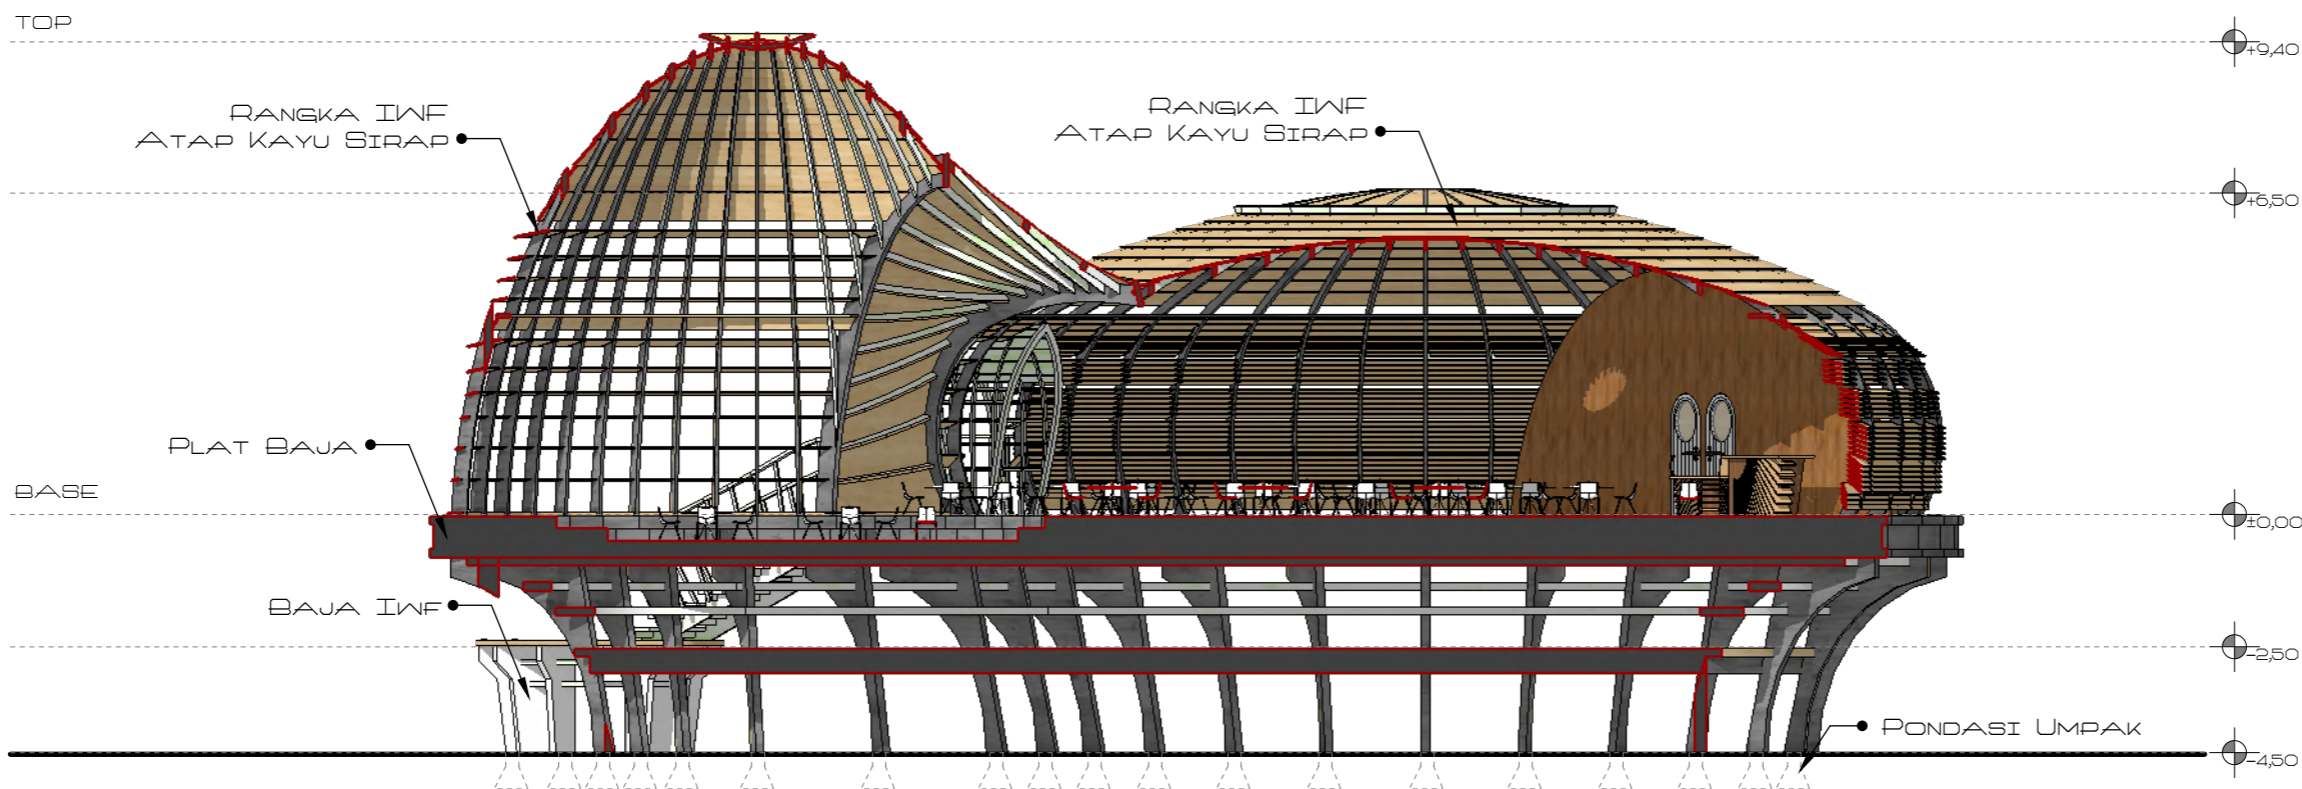 TOP
+9,40
RANGKA IWF
ATAP KAYU SIRAP
RANGKA IWF
ATAP KAYU SIRAP
+6,50
PLAT BAJA
BASE
±0,00
BAJA IWF
-2,50
PONDASI UMPAK
-4,50